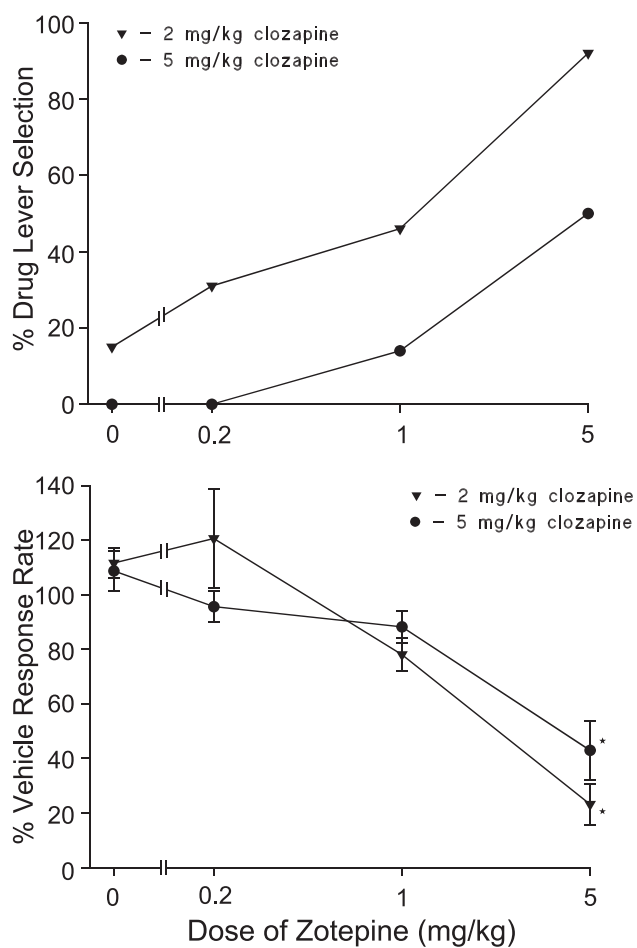 100
80
60
40
20
0
% Drug Lever Selection
– 2 mg/kg clozapine
– 5 mg/kg clozapine
0 0.2 1 5
140
120
100
80
60
40
20
0
% Vehicle Response Rate
– 2 mg/kg clozapine
– 5 mg/kg clozapine
*
*
0 0.2 1 5
Dose of Zotepine (mg/kg)